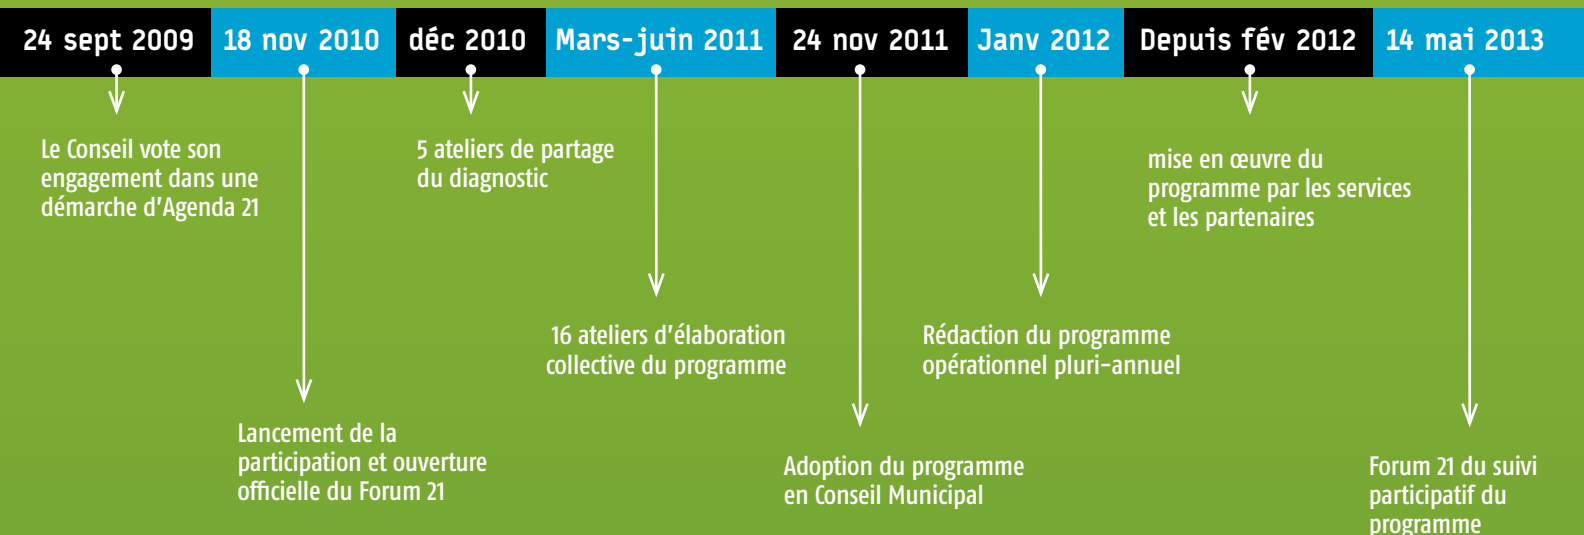 24 sept 2009
18 nov 2010
déc 2010
Mars-juin 2011
24 nov 2011
Janv 2012
Depuis fév 2012
14 mai 2013
Le Conseil vote son
engagement dans une
démarche d'Agenda 21
Lancement de la
participation et ouverture
officielle du Forum 21
5 ateliers de partage
du diagnostic
16 ateliers d'élaboration
collective du programme
Adoption du programme
en Conseil Municipal
Rédaction du programme
opérationnel pluri-annuel
mise en œuvre du
programme par les services
et les partenaires
Forum 21 du suivi
participatif du
programme